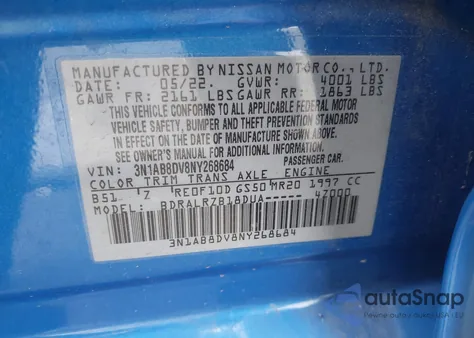 MANUFACTURED BY NISSAN MOTOR CO., LTD.
DATE: 05/22 GVWR: 4001 LBS
GAWR FR: 2161 LBS GAWR RR: 1863 LBS
THIS VEHICLE CONFORMS TO ALL APPLICABLE FEDERAL MOTOR
VEHICLE SAFETY, BUMPER AND THEFT PREVENTION STANDARDS
IN EFFECT ON THE DATE OF MANUFACTURE SHOWN ABOVE.
SEE OWNER'S MANUAL FOR ADDITIONAL INFORMATION.
VIN: 3N1AB8DV8NY268684 PASSENGER CAR
COLOR TRIM TRANS AXLE ENGINE
B51 Z RE0F10D GS50 MR20 1997 CC
MODEL: BDRALRZB18DUA 4Z000
3N1AB8DV8NY268684
autoSnap